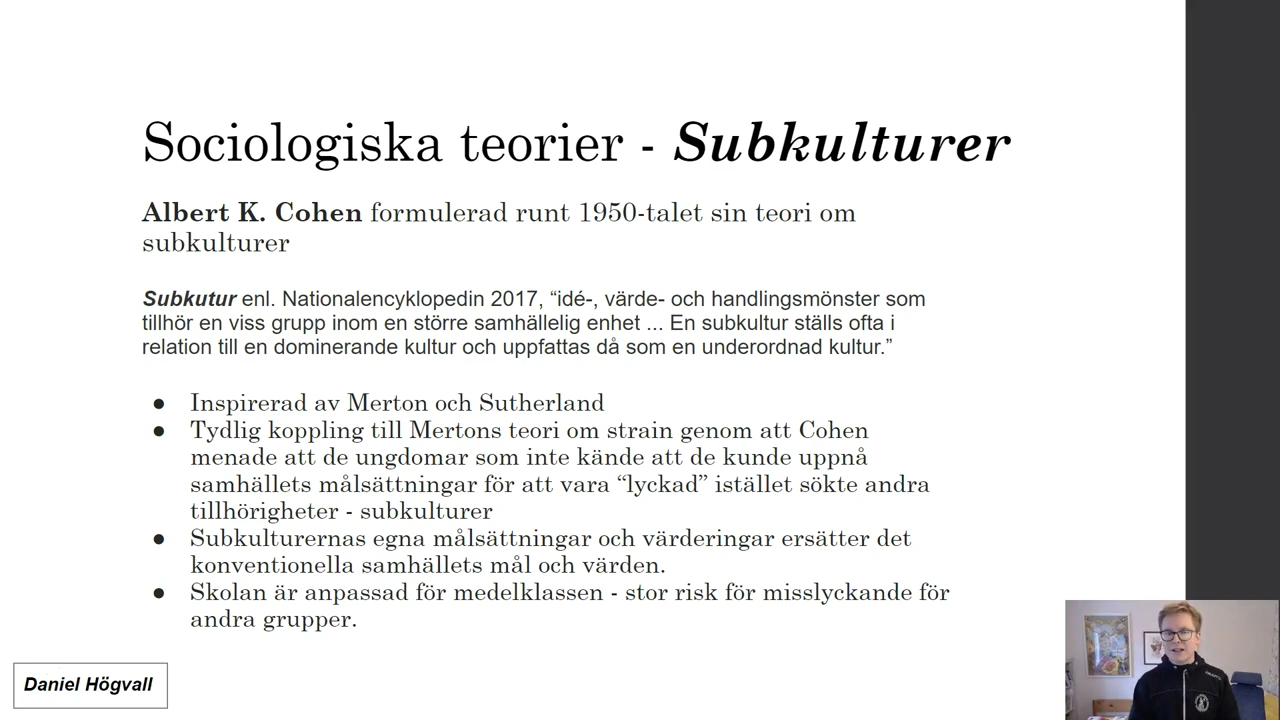 Sociologiska teorier - Subkulturer
Albert K. Cohen formulerad runt 1950-talet sin teori om
subkulturer
Subkutur enl. Nationalencyklopedin 2017, “idé-, värde- och handlingsmönster som
tillhör en viss grupp inom en större samhällelig enhet ... En subkultur ställs ofta i
relation till en dominerande kultur och uppfattas då som en underordnad kultur.”
● Inspirerad av Merton och Sutherland
● Tydlig koppling till Mertons teori om strain genom att Cohen
menade att de ungdomar som inte kände att de kunde uppnå
samhällets målsättningar för att vara “lyckad” istället sökte andra
tillhörigheter - subkulturer
● Subkulturernas egna målsättningar och värderingar ersätter det
konventionella samhällets mål och värden.
● Skolan är anpassad för medelklassen - stor risk för misslyckande för
andra grupper.
Daniel Högvall